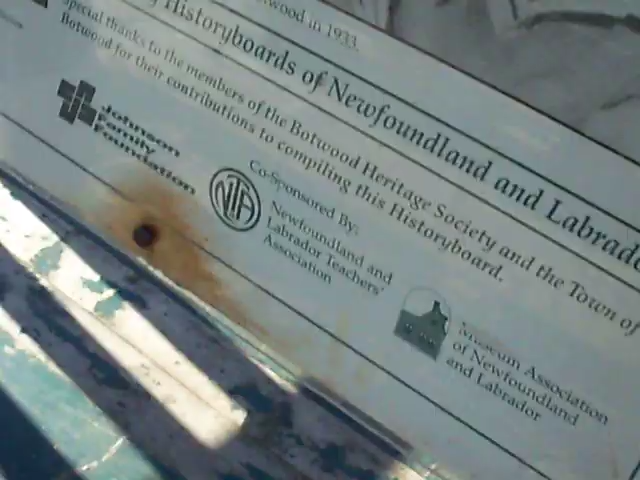 twood in 1933.
Historyboards of Newfoundland and Labrado
Special thanks to the members of the Botwood Heritage Society and the Town of
Botwood for their contributions to compiling this Historyboard.
Johnson
Family
Foundation
NTA
Co-Sponsored By:
Newfoundland and
Labrador Teachers'
Association
Museum Association
of Newfoundland
and Labrador